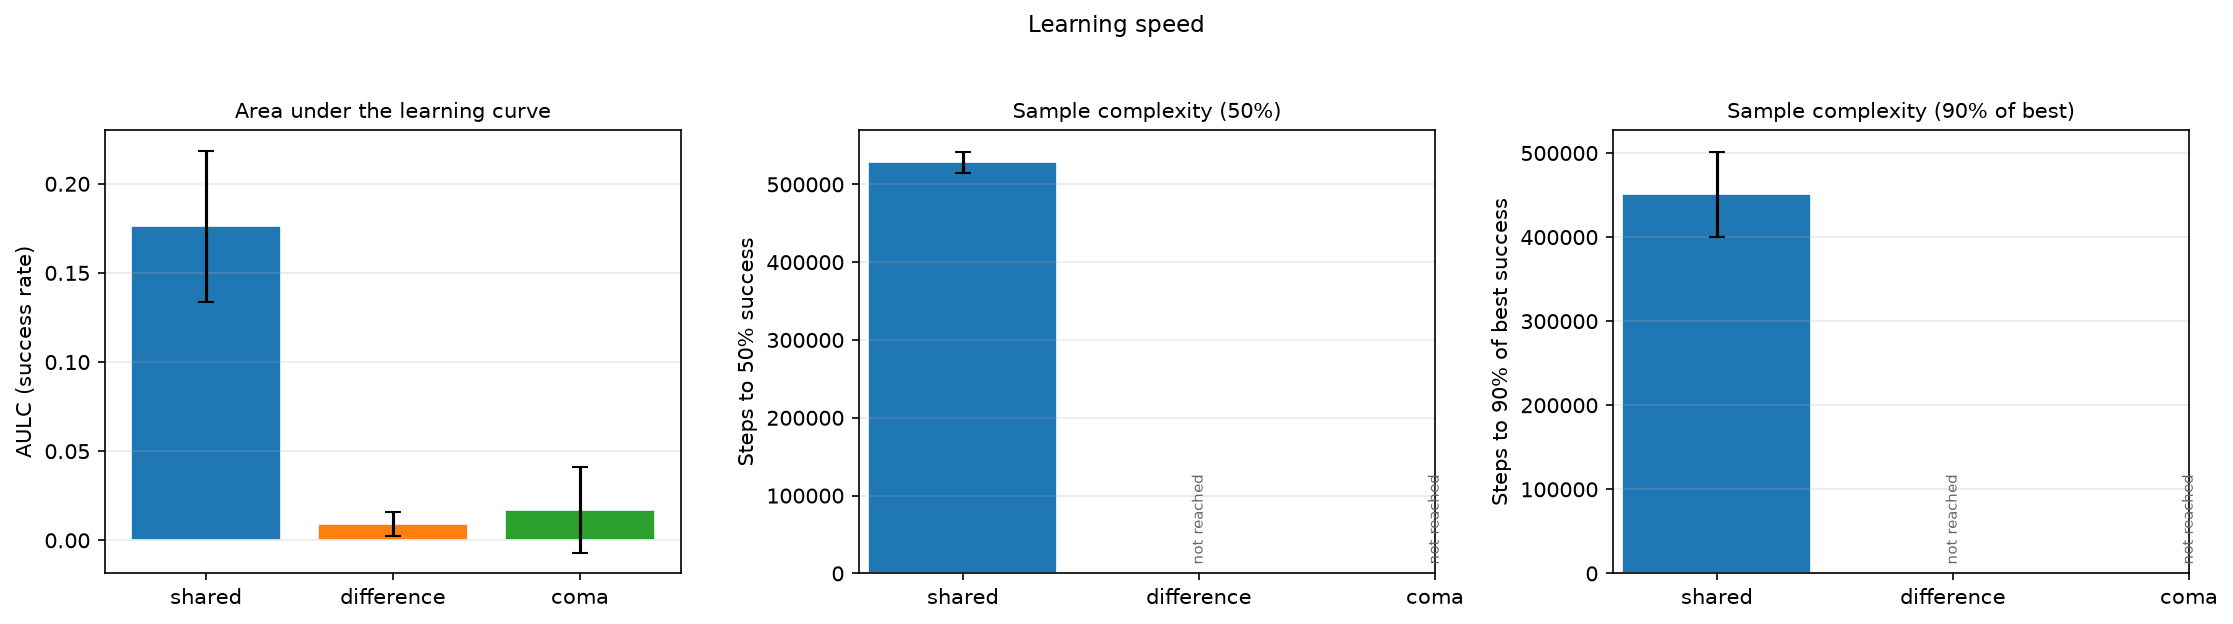 Learning speed
Area under the learning curve
AULC (success rate)
0.20
0.15
0.10
0.05
0.00
shared
difference
coma
Sample complexity (50%)
Steps to 50% success
500000
400000
300000
200000
100000
0
not reached
not reached
shared
difference
coma
Sample complexity (90% of best)
Steps to 90% of best success
500000
400000
300000
200000
100000
0
not reached
not reached
shared
difference
coma